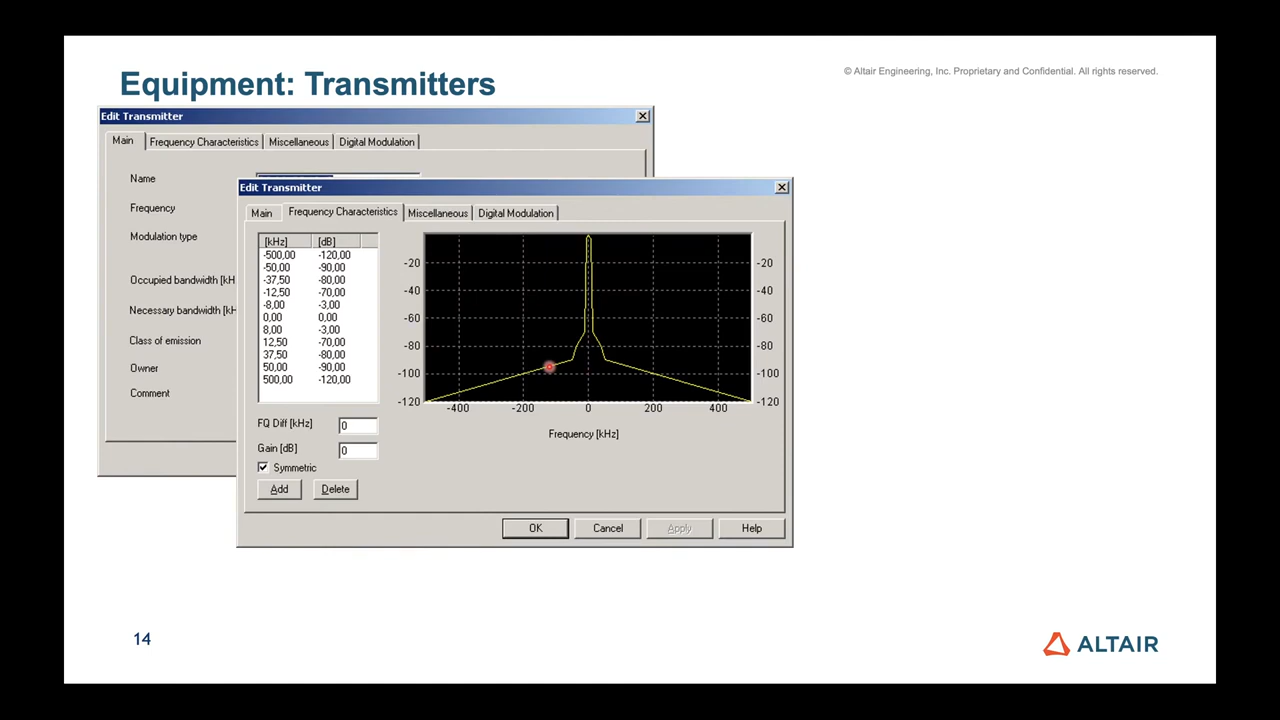 © Altair Engineering, Inc. Proprietary and Confidential. All rights reserved.
Equipment: Transmitters
Edit Transmitter
Main Frequency Characteristics Miscellaneous Digital Modulation
Name
Frequency
Modulation type
Occupied bandwidth [kH
Necessary bandwidth [kH
Class of emission
Owner
Comment
Edit Transmitter
Main Frequency Characteristics Miscellaneous Digital Modulation
[kHz] [dB]
-500,00 -120,00
-50,00 -90,00
-37,50 -80,00
-12,50 -70,00
-8,00 -3,00
0,00 0,00
8,00 -3,00
12,50 -70,00
37,50 -80,00
50,00 -90,00
500,00 -120,00
-20 -20
-40 -40
-60 -60
-80 -80
-100 -100
-120 -120
-400 -200 0 200 400
Frequency [kHz]
FQ Diff [kHz] 0
Gain [dB] 0
Symmetric
Add Delete
OK Cancel Apply Help
14
ALTAIR